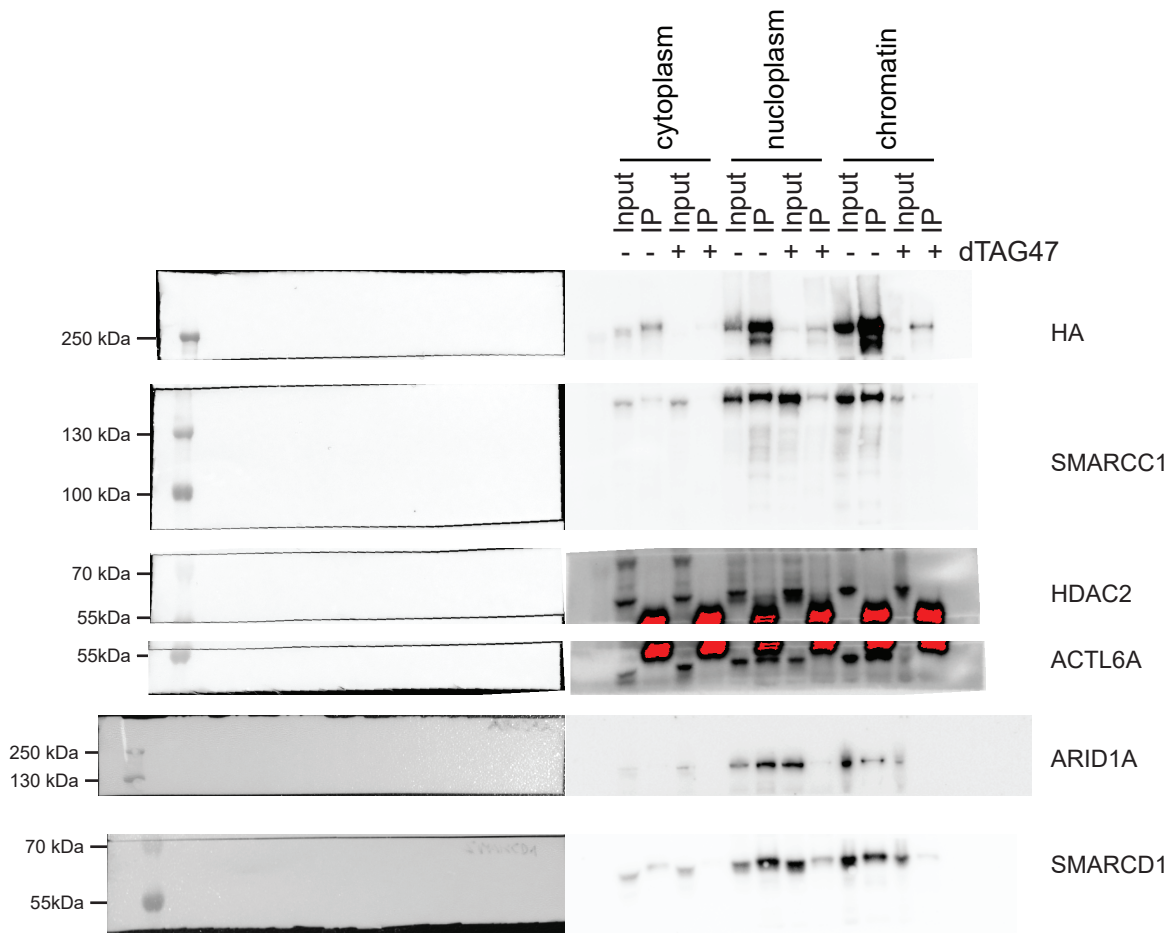 cytoplasm nucloplasm chromatin
Input IP Input IP Input IP Input IP Input IP Input IP
- - + + - - + + - - + + dTAG47
250 kDa HA
130 kDa
SMARCC1
100 kDa
70 kDa
HDAC2
55kDa
55kDa ACTL6A
250 kDa ARID1A
130 kDa
70 kDa
SMARCD1
55kDa